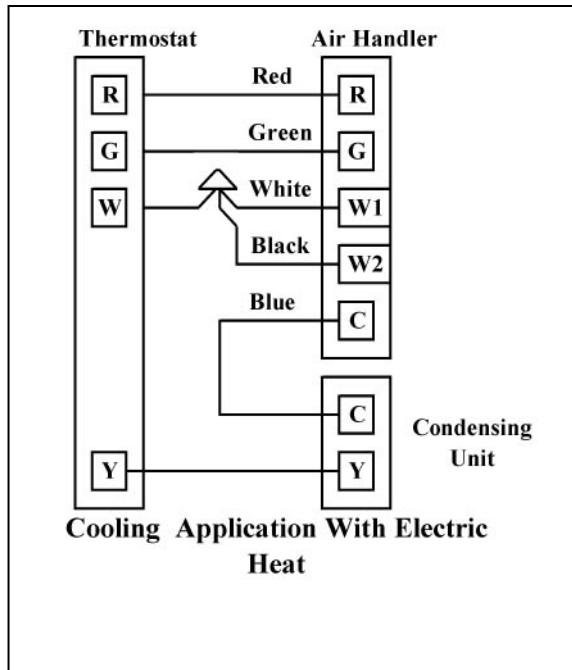 Thermostat Air Handler
R Red R
G Green G
W White W1
Black W2
Blue C
C
Condensing
Unit
Y Y
Cooling Application With Electric
Heat